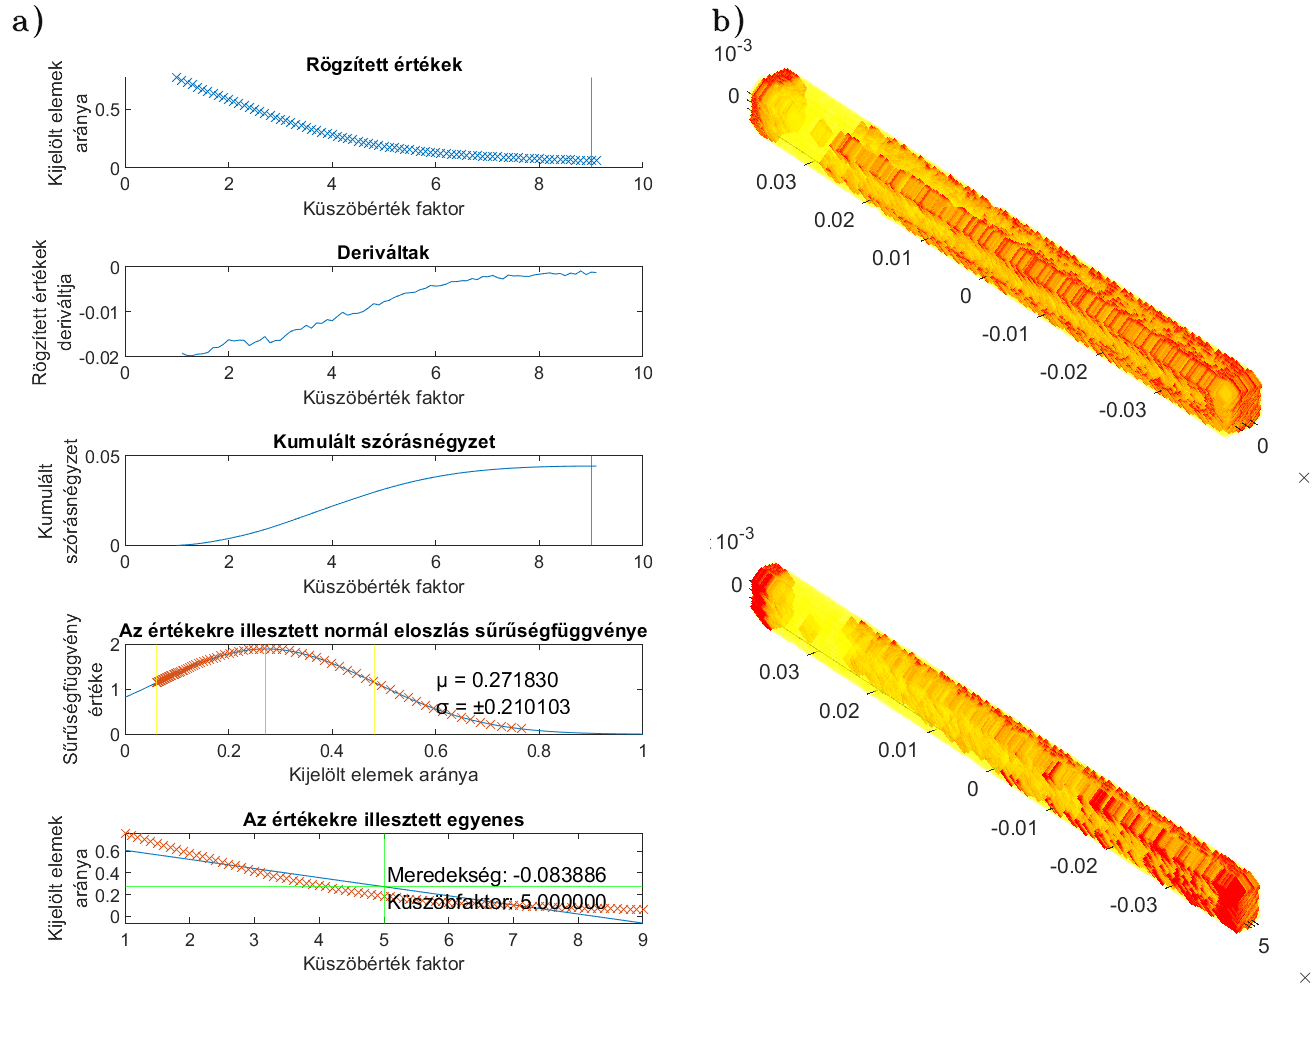 a)
Rögzített értékek
Kijelölt elemek
aránya
0.5
0
0 2 4 6 8 10
Küszöbérték faktor
Deriváltak
Rögzített értékek
deriváltja
0
-0.01
-0.02
0 2 4 6 8 10
Küszöbérték faktor
Kumulált szórásnégyzet
Kumulált
szórásnégyzet
0.05
0
0 2 4 6 8 10
Küszöbérték faktor
Az értékekre illesztett normál eloszlás sűrűségfüggvénye
Sűrűségfüggvény
értéke
2
1
0
μ = 0.271830
σ = ±0.210103
0 0.2 0.4 0.6 0.8 1
Kijelölt elemek aránya
Az értékekre illesztett egyenes
Kijelölt elemek
aránya
0.6
0.4
0.2
0
Meredekség: -0.083886
Küszöbfaktor: 5.000000
1 2 3 4 5 6 7 8 9
Küszöbérték faktor
b)
10-3
0
0.03
0.02
0.01
0
-0.01
-0.02
-0.03
0
×
10-3
0
0.03
0.02
0.01
0
-0.01
-0.02
-0.03
5
×